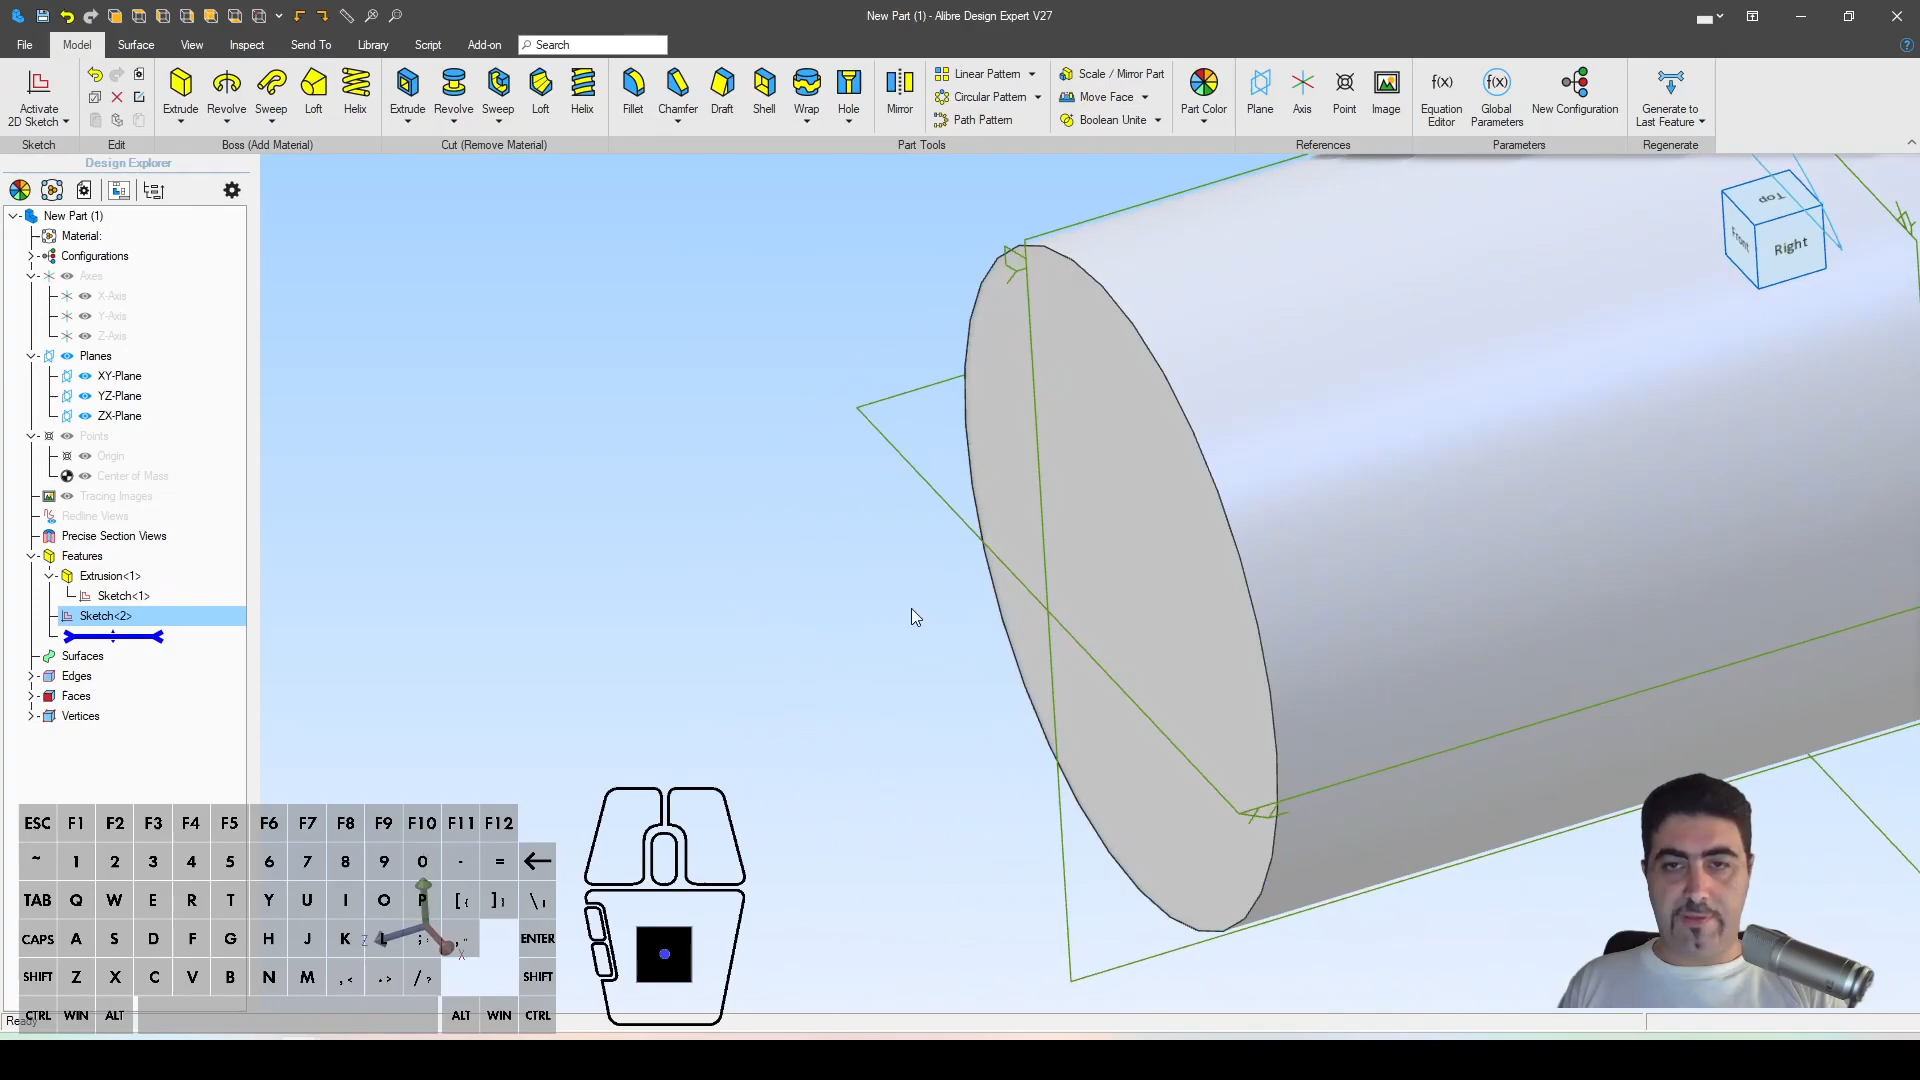 New Part (1) - Alibre Design Expert V27
File Model Surface View Inspect Send To Library Script Add-on Search
Activate 2D Sketch
Extrude Revolve Sweep Loft Helix
Extrude Revolve Sweep Loft Helix
Fillet Chamfer Draft Shell Wrap Hole Mirror
Linear Pattern
Circular Pattern
Path Pattern
Scale / Mirror Part
Move Face
Boolean Unite
Part Color
Plane Axis Point Image
Equation Editor
Global Parameters
New Configuration
Generate to Last Feature
Sketch Edit Boss (Add Material) Cut (Remove Material) Part Tools References Parameters Regenerate
Design Explorer
New Part (1)
Material:
Configurations
Axes
X-Axis
Y-Axis
Z-Axis
Planes
XY-Plane
YZ-Plane
ZX-Plane
Points
Origin
Center of Mass
Tracing Images
Redline Views
Precise Section Views
Features
Extrusion<1>
Sketch<1>
Sketch<2>
Surfaces
Edges
Faces
Vertices
Top
Front
Right
ESC F1 F2 F3 F4 F5 F6 F7 F8 F9 F10 F11 F12
~ 1 2 3 4 5 6 7 8 9 0 - =
TAB Q W E R T Y U I O P [{ ]} \|
CAPS A S D F G H J K L ;: ," ENTER
SHIFT Z X C V B N M ,< .> /? SHIFT
CTRL WIN ALT ALT WIN CTRL
Z
X
Ready